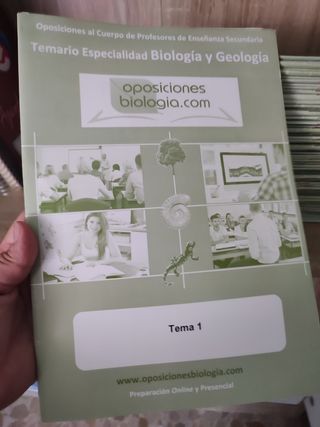 Oposiciones al Cuerpo de Profesores de Enseñanza Secundaria
Temario Especialidad Biología y Geología
oposiciones
biologia.com
Tema 1
www.oposicionesbiologia.com
Preparación Online y Presencial